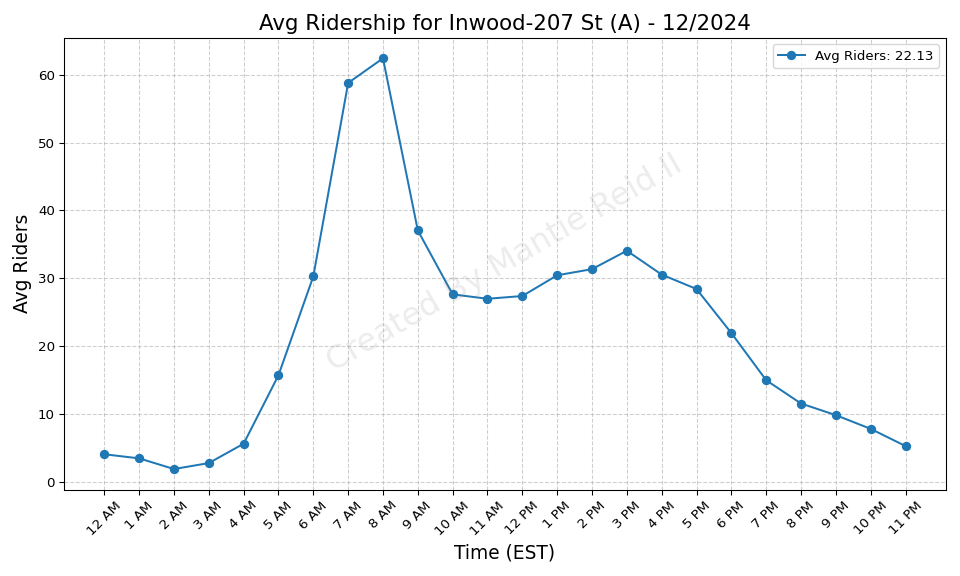 Avg Ridership for Inwood-207 St (A) - 12/2024
Avg Riders: 22.13
Avg Riders
60
50
40
30
20
10
0
Created By Mantie Reid II
12 AM
1 AM
2 AM
3 AM
4 AM
5 AM
6 AM
7 AM
8 AM
9 AM
10 AM
11 AM
12 PM
1 PM
2 PM
3 PM
4 PM
5 PM
6 PM
7 PM
8 PM
9 PM
10 PM
11 PM
Time (EST)